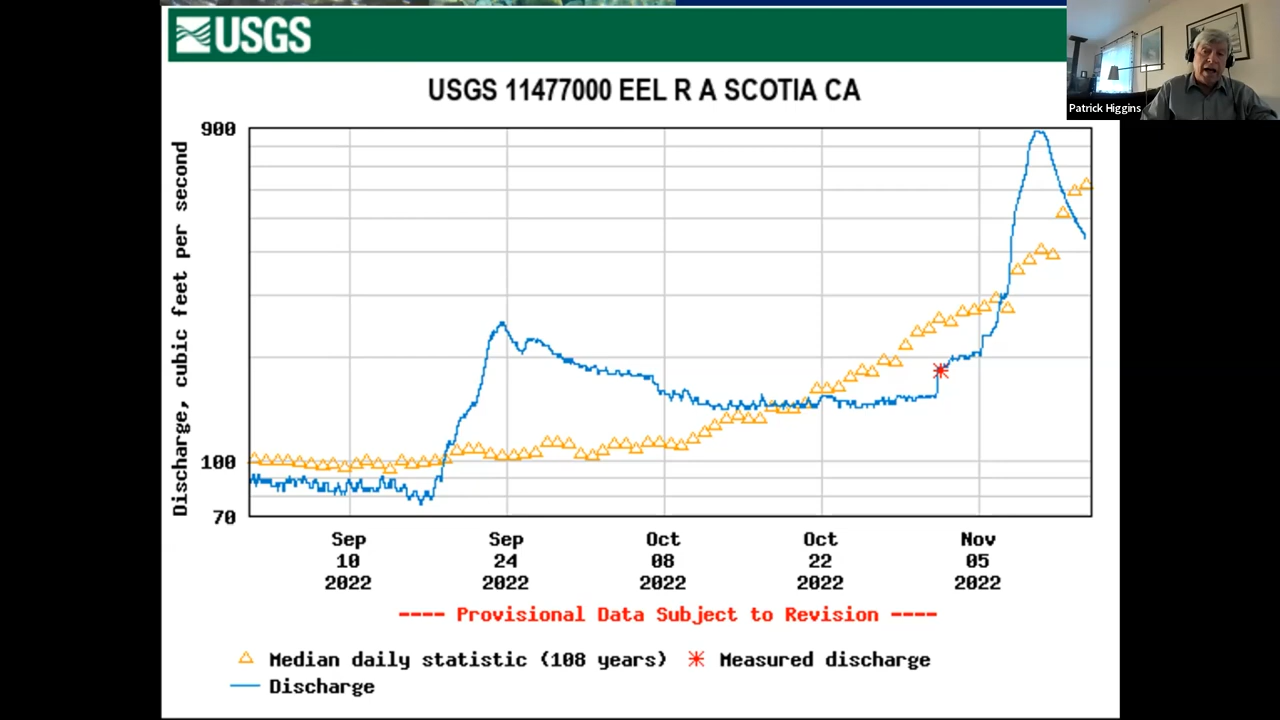 USGS
Patrick Higgins
USGS 11477000 EEL R A SCOTIA CA
Discharge, cubic feet per second
900
100
70
Sep Sep Oct Oct Nov
10 24 08 22 05
2022 2022 2022 2022 2022
---- Provisional Data Subject to Revision ----
Median daily statistic (108 years) Measured discharge
Discharge